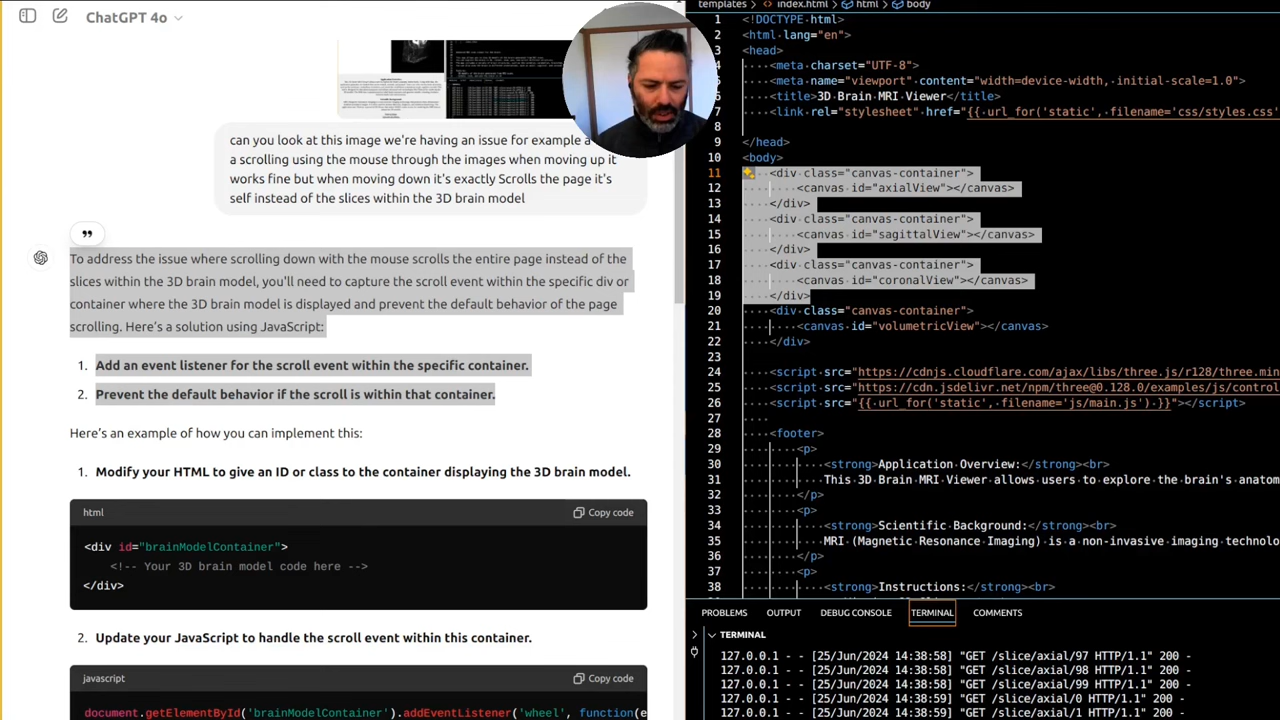 ChatGPT 4o
can you look at this image we're having an issue for example a
a scrolling using the mouse through the images when moving up it
works fine but when moving down it's exactly Scrolls the page it's
self instead of the slices within the 3D brain model
To address the issue where scrolling down with the mouse scrolls the entire page instead of the
slices within the 3D brain model, you'll need to capture the scroll event within the specific div or
container where the 3D brain model is displayed and prevent the default behavior of the page
scrolling. Here's a solution using JavaScript:
1. Add an event listener for the scroll event within the specific container.
2. Prevent the default behavior if the scroll is within that container.
Here's an example of how you can implement this:
1. Modify your HTML to give an ID or class to the container displaying the 3D brain model.
html
Copy code
<div id="brainModelContainer">
<!-- Your 3D brain model code here -->
</div>
2. Update your JavaScript to handle the scroll event within this container.
javascript
Copy code
document.getElementById('brainModelContainer').addEventListener('wheel', function(e
templates > index.html > html > body
1 <!DOCTYPE html>
2 <html lang="en">
3 <head>
4 <meta charset="UTF-8">
5 <meta name="viewport" content="width=device-width, initial-scale=1.0">
6 <title>3D Brain MRI Viewer</title>
7 <link rel="stylesheet" href="{{ url_for('static', filename='css/styles.css
8
9 </head>
10 <body>
11 <div class="canvas-container">
12 <canvas id="axialView"></canvas>
13 </div>
14 <div class="canvas-container">
15 <canvas id="sagittalView"></canvas>
16 </div>
17 <div class="canvas-container">
18 <canvas id="coronalView"></canvas>
19 </div>
20 <div class="canvas-container">
21 <canvas id="volumetricView"></canvas>
22 </div>
23
24 <script src="https://cdnjs.cloudflare.com/ajax/libs/three.js/r128/three.min
25 <script src="https://cdn.jsdelivr.net/npm/three@0.128.0/examples/js/control
26 <script src="{{ url_for('static', filename='js/main.js') }}"></script>
27
28 <footer>
29 <p>
30 <strong>Application Overview:</strong><br>
31 This 3D Brain MRI Viewer allows users to explore the brain's anatom
32 </p>
33 <p>
34 <strong>Scientific Background:</strong><br>
35 MRI (Magnetic Resonance Imaging) is a non-invasive imaging technolo
36 </p>
37 <p>
38 <strong>Instructions:</strong><br>
PROBLEMS OUTPUT DEBUG CONSOLE TERMINAL COMMENTS
TERMINAL
127.0.0.1 - - [25/Jun/2024 14:38:58] "GET /slice/axial/97 HTTP/1.1" 200 -
127.0.0.1 - - [25/Jun/2024 14:38:58] "GET /slice/axial/98 HTTP/1.1" 200 -
127.0.0.1 - - [25/Jun/2024 14:38:58] "GET /slice/axial/99 HTTP/1.1" 200 -
127.0.0.1 - - [25/Jun/2024 14:38:59] "GET /slice/axial/0 HTTP/1.1" 200 -
127.0.0.1 - - [25/Jun/2024 14:38:59] "GET /slice/axial/1 HTTP/1.1" 200 -